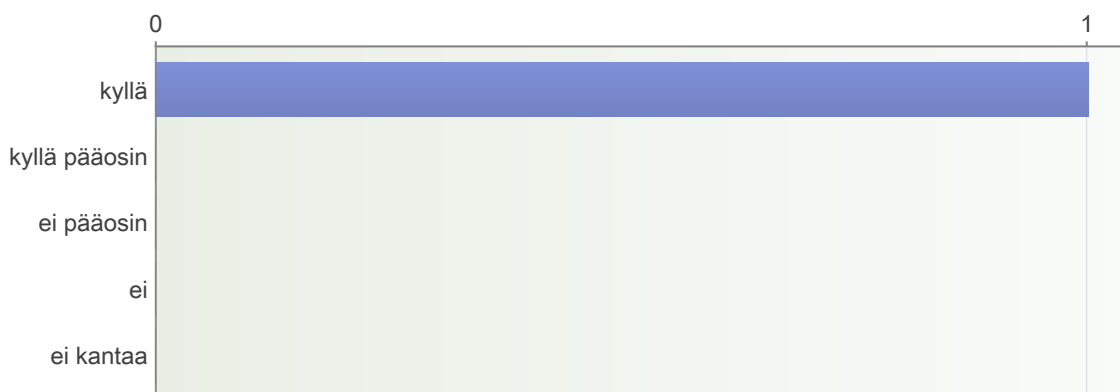 0 1
kyllä
kyllä pääosin
ei pääosin
ei
ei kantaa